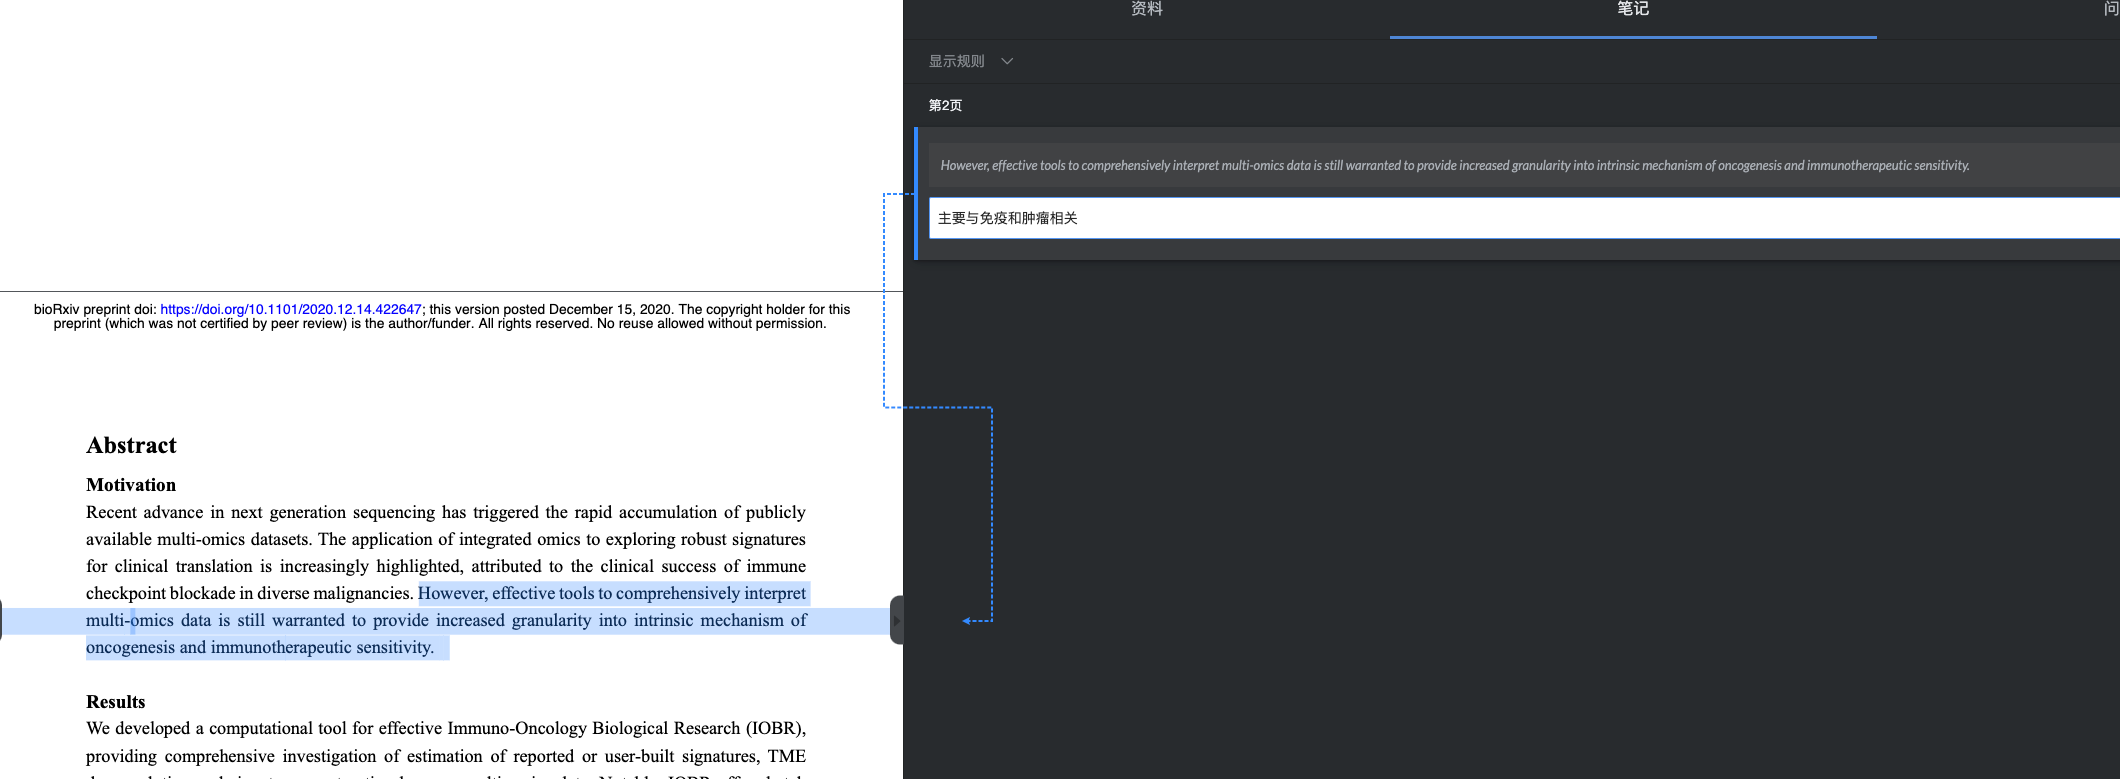 bioRxiv preprint doi: https://doi.org/10.1101/2020.12.14.422647; this version posted December 15, 2020. The copyright holder for this
preprint (which was not certified by peer review) is the author/funder. All rights reserved. No reuse allowed without permission.
Abstract
Motivation
Recent advance in next generation sequencing has triggered the rapid accumulation of publicly
available multi-omics datasets. The application of integrated omics to exploring robust signatures
for clinical translation is increasingly highlighted, attributed to the clinical success of immune
checkpoint blockade in diverse malignancies. However, effective tools to comprehensively interpret
multi-omics data is still warranted to provide increased granularity into intrinsic mechanism of
oncogenesis and immunotherapeutic sensitivity.
Results
We developed a computational tool for effective Immuno-Oncology Biological Research (IOBR),
providing comprehensive investigation of estimation of reported or user-built signatures, TME
资料
笔记
问
显示规则
第2页
However, effective tools to comprehensively interpret multi-omics data is still warranted to provide increased granularity into intrinsic mechanism of oncogenesis and immunotherapeutic sensitivity.
主要与免疫和肿瘤相关